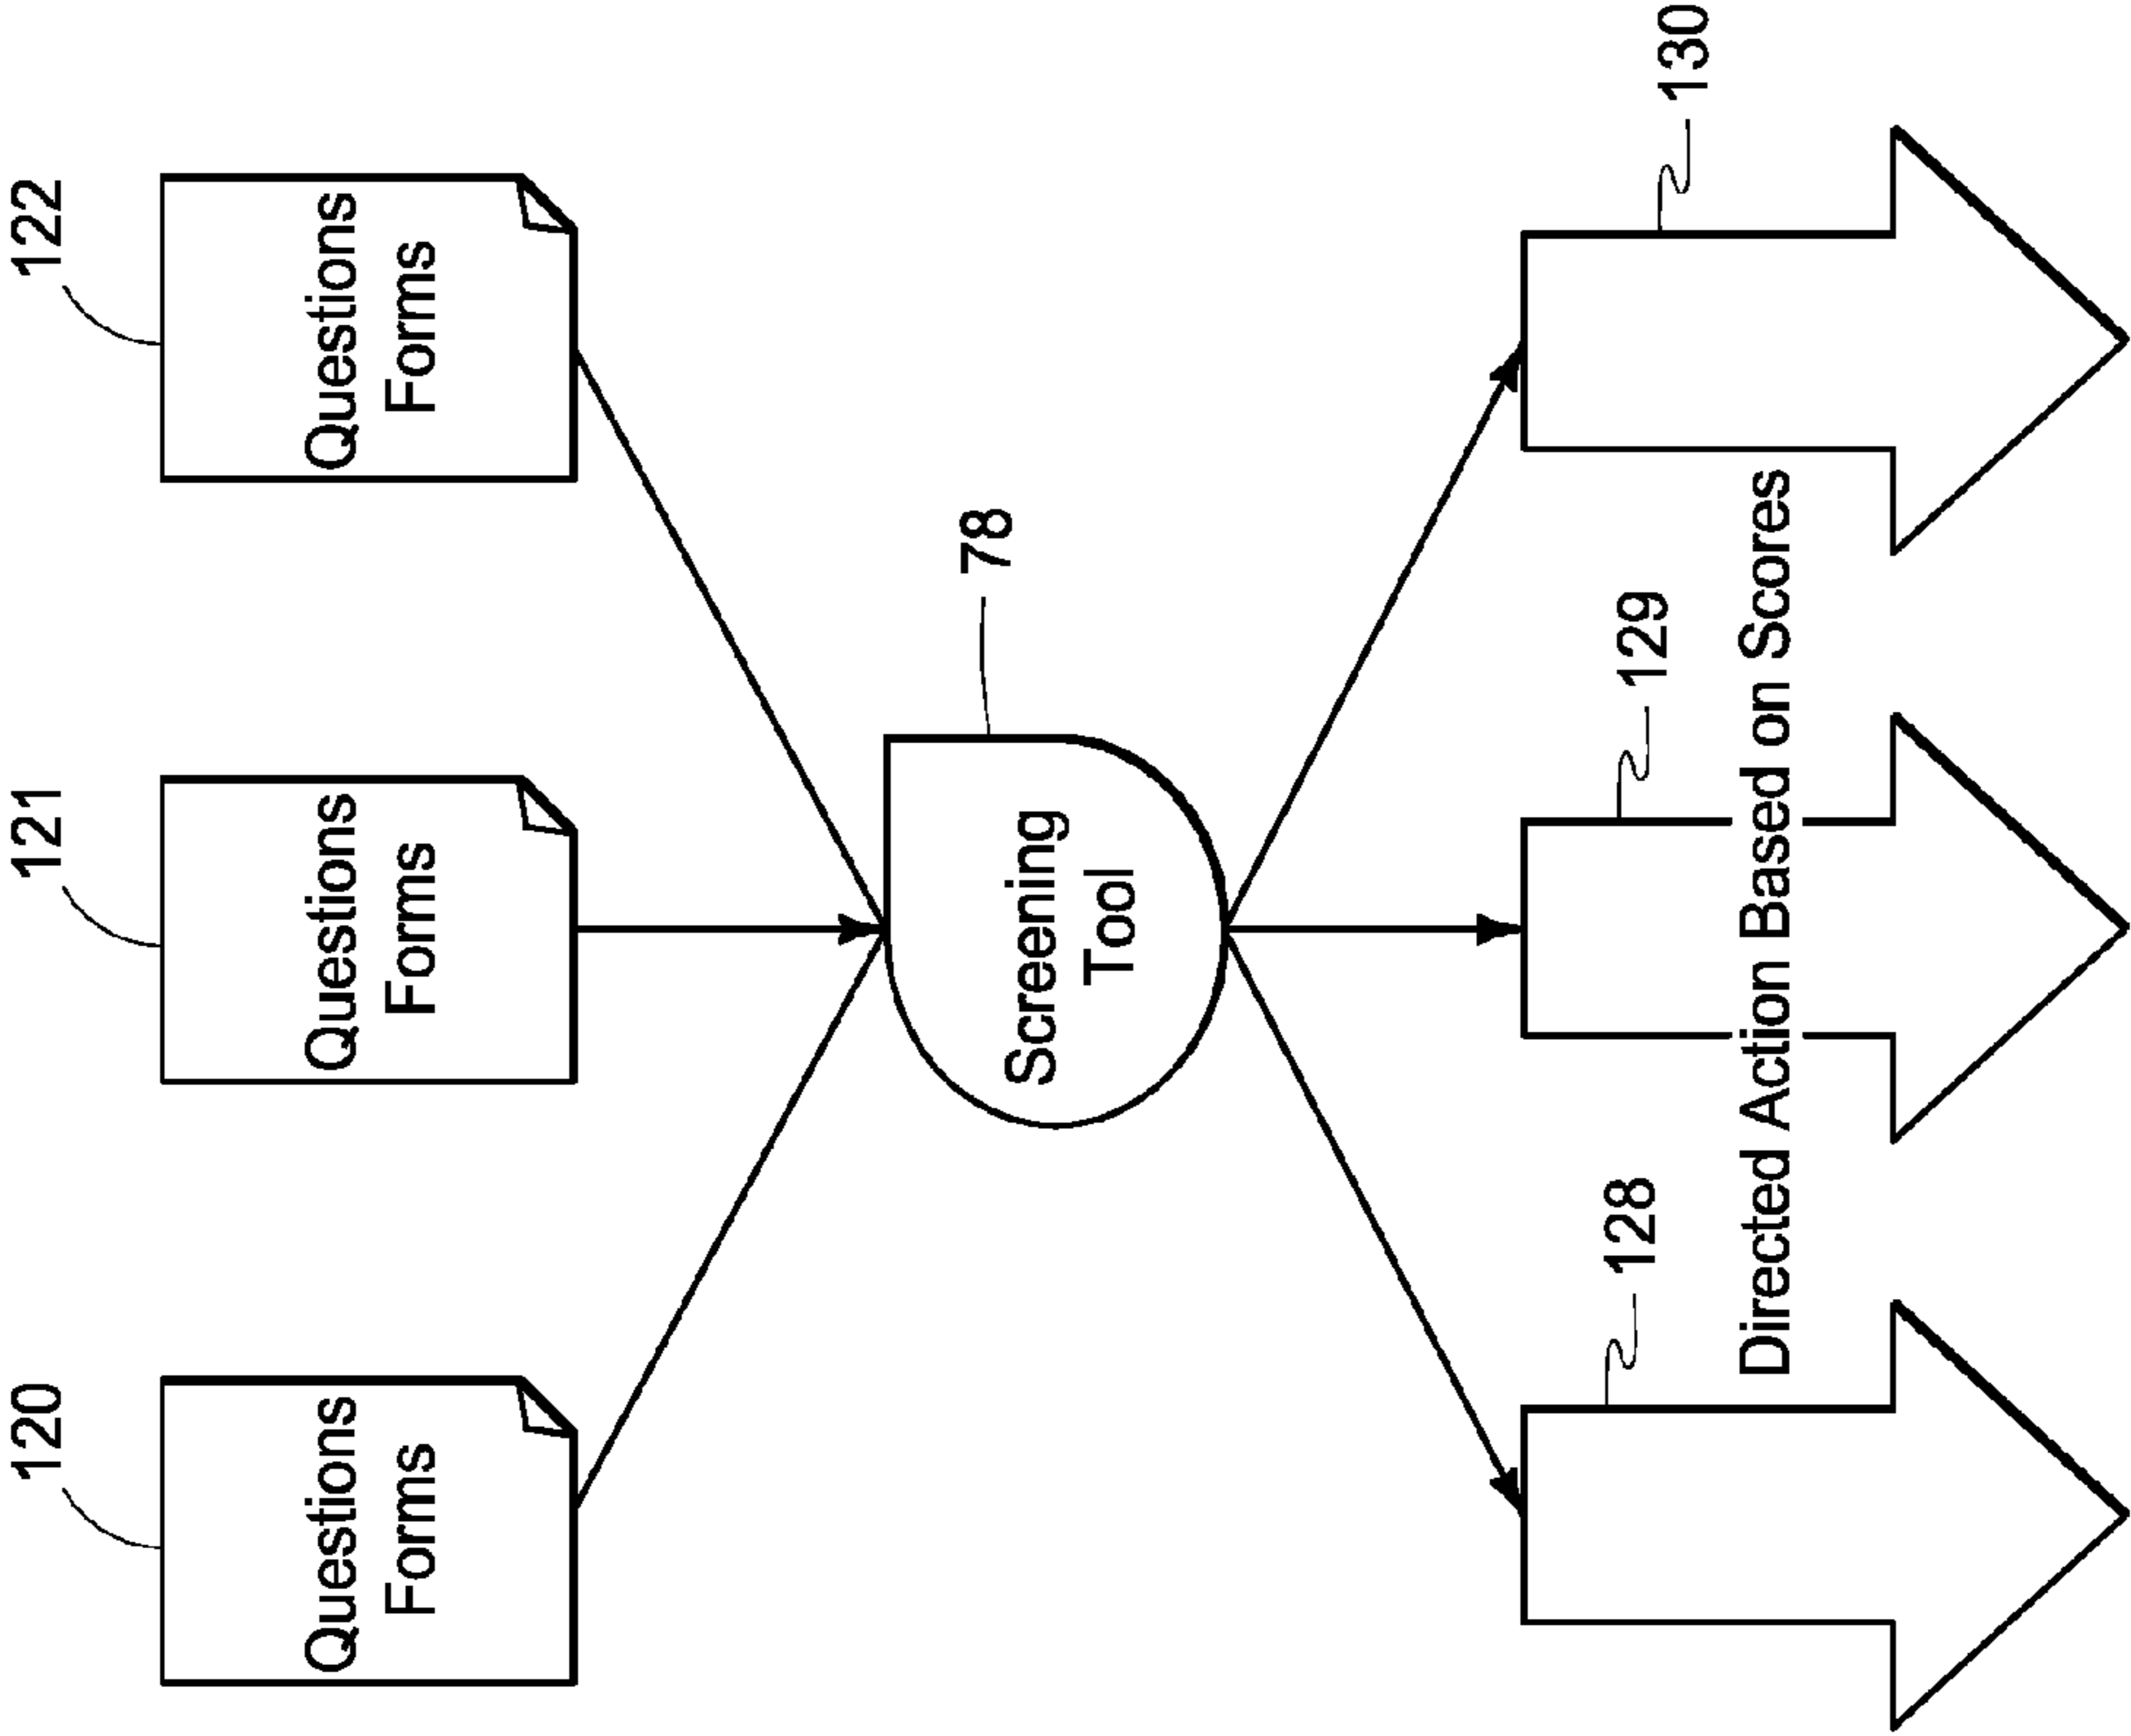 120
121
122
Questions
Forms
Questions
Forms
Questions
Forms
78
Screening
Tool
128
129
130
Directed Action Based on Scores